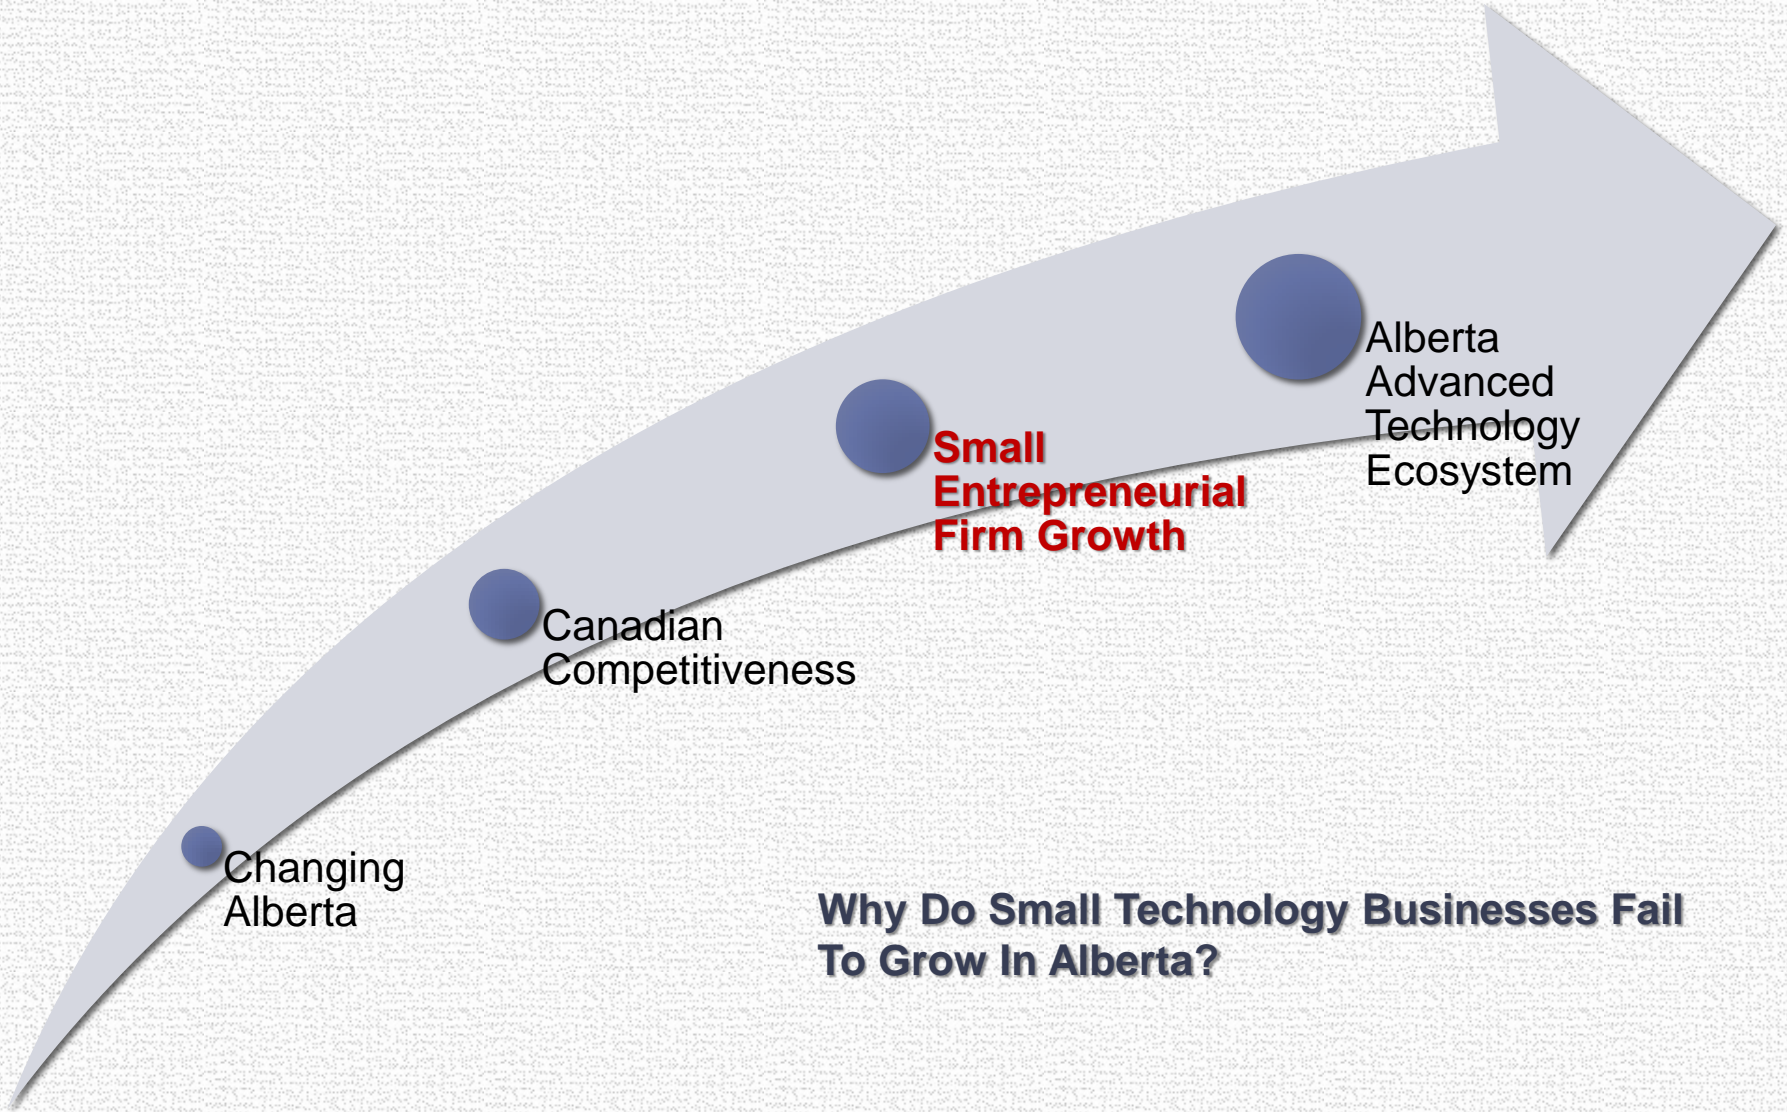 Alberta
Advanced
Technology
Ecosystem
Small
Entrepreneurial
Firm Growth
Canadian
Competitiveness
Changing
Alberta
Why Do Small Technology Businesses Fail
To Grow In Alberta?